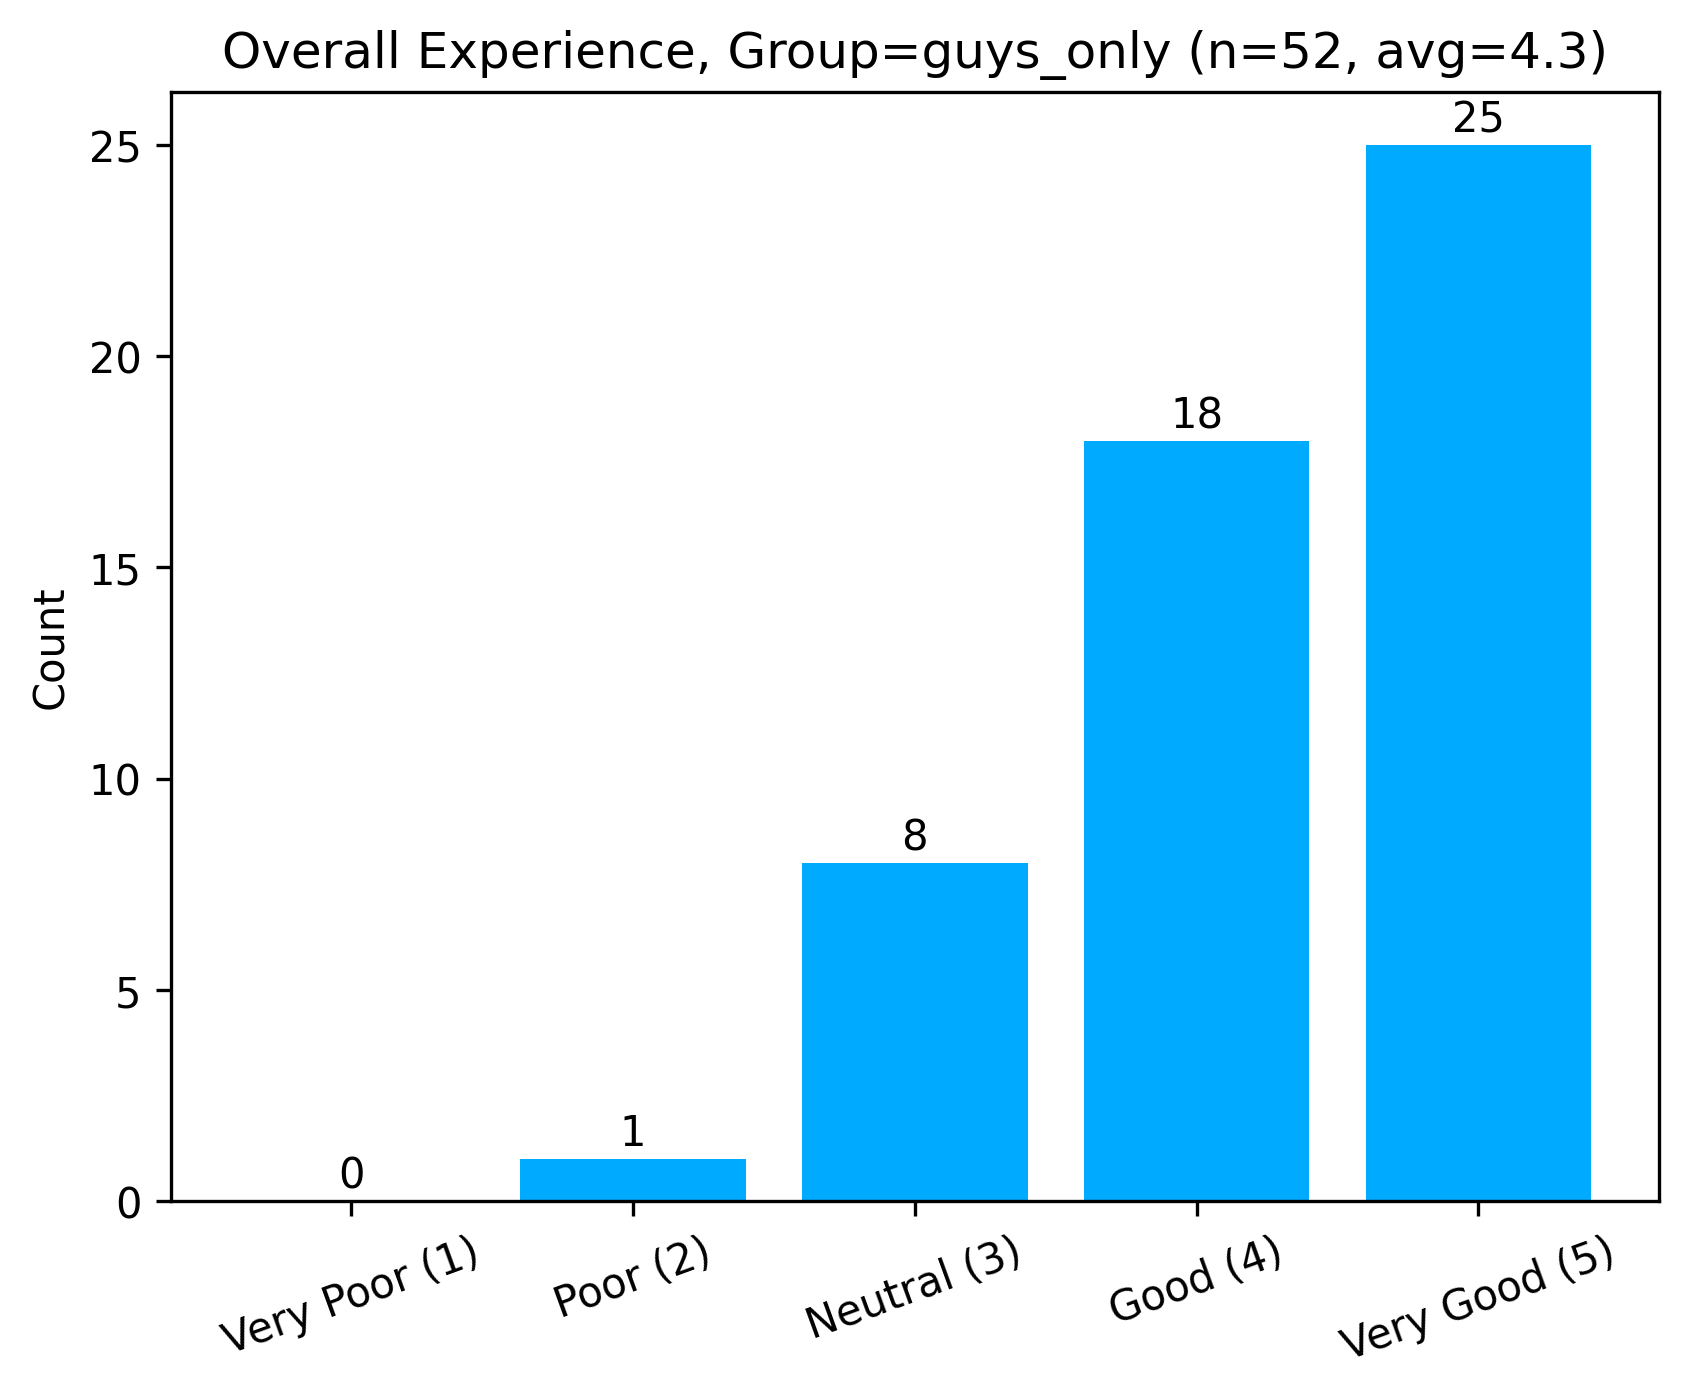 Overall Experience, Group=guys_only (n=52, avg=4.3)
25
25
20
18
15
Count
10
8
5
1
0
0
Very Poor (1)
Poor (2)
Neutral (3)
Good (4)
Very Good (5)